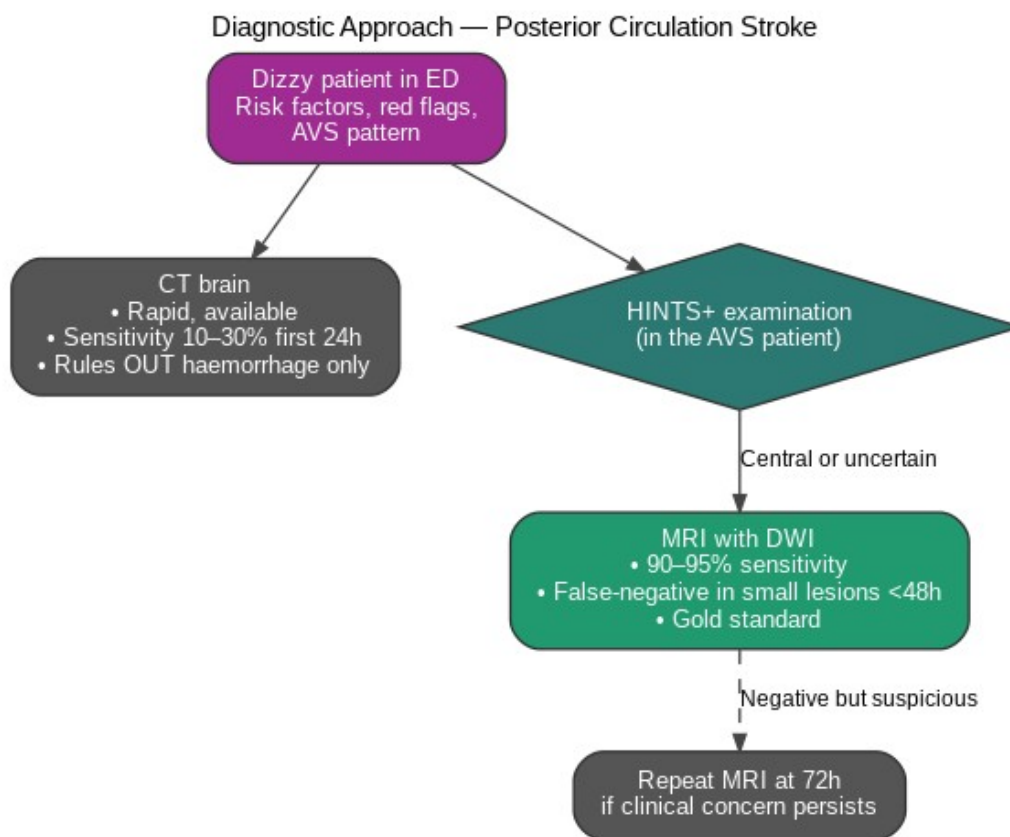 Diagnostic Approach — Posterior Circulation Stroke
Dizzy patient in ED
Risk factors, red flags,
AVS pattern
CT brain
• Rapid, available
• Sensitivity 10–30% first 24h
• Rules OUT haemorrhage only
HINTS+ examination
(in the AVS patient)
Central or uncertain
MRI with DWI
• 90–95% sensitivity
• False-negative in small lesions <48h
• Gold standard
Negative but suspicious
Repeat MRI at 72h
if clinical concern persists